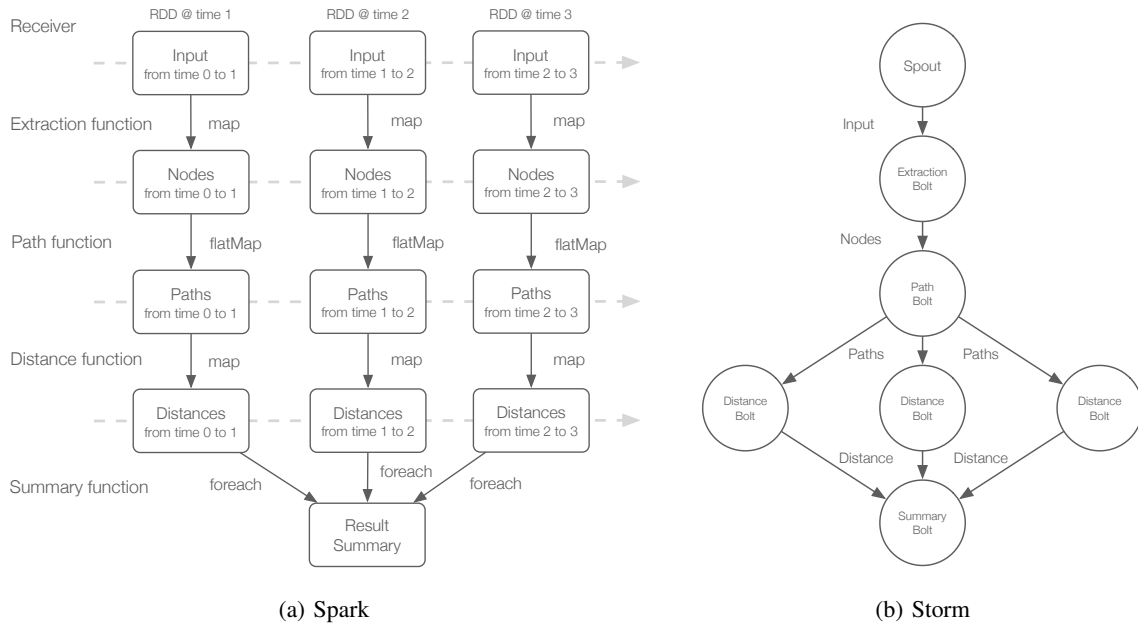 Receiver
RDD @ time 1
RDD @ time 2
RDD @ time 3
Input
from time 0 to 1
Input
from time 1 to 2
Input
from time 2 to 3
Extraction function
map
map
map
Nodes
from time 0 to 1
Nodes
from time 1 to 2
Nodes
from time 2 to 3
Path function
flatMap
flatMap
flatMap
Paths
from time 0 to 1
Paths
from time 1 to 2
Paths
from time 2 to 3
Distance function
map
map
map
Distances
from time 0 to 1
Distances
from time 1 to 2
Distances
from time 2 to 3
Summary function
foreach
foreach
foreach
Result
Summary
(a) Spark
Spout
Input
Extraction
Bolt
Nodes
Path
Bolt
Paths
Paths
Distance
Bolt
Distance
Bolt
Distance
Bolt
Distance
Distance
Summary
Bolt
(b) Storm